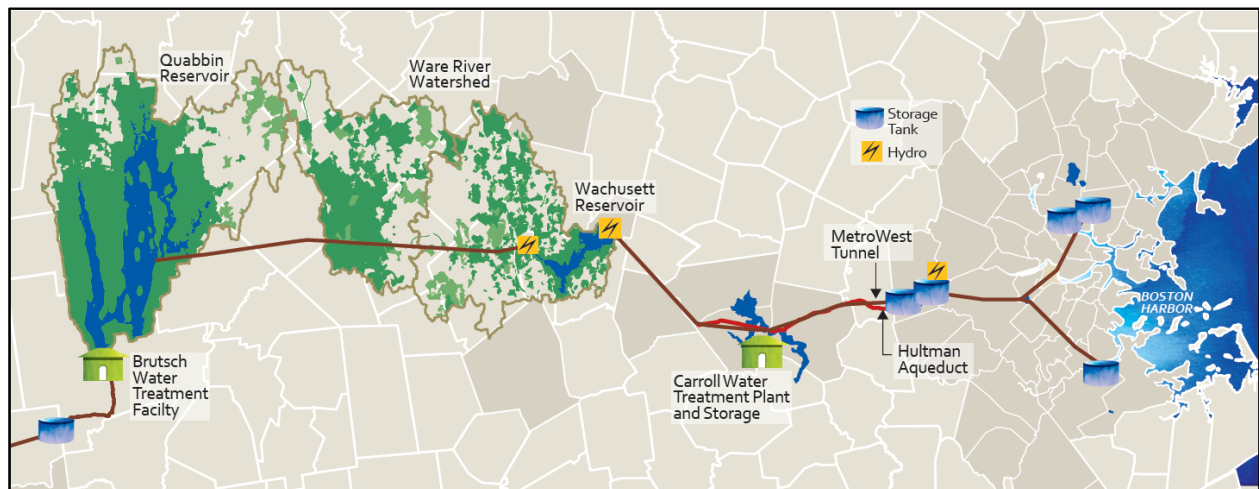 Quabbin
Reservoir
Ware River
Watershed
Storage
Tank
Hydro
Wachusett
Reservoir
MetroWest
Tunnel
BOSTON
HARBOR
Brutsch
Water
Treatment
Facilty
Hultman
Aqueduct
Carroll Water
Treatment Plant
and Storage